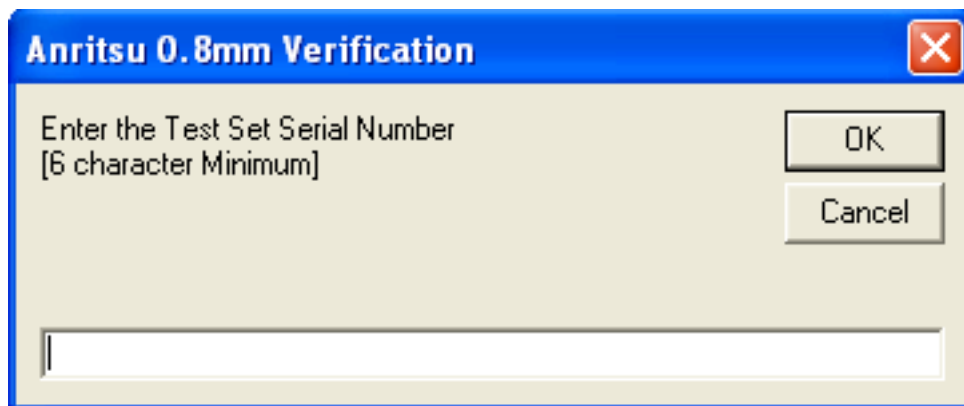 Anritsu 0.8mm Verification
Enter the Test Set Serial Number
[6 character Minimum]
OK
Cancel